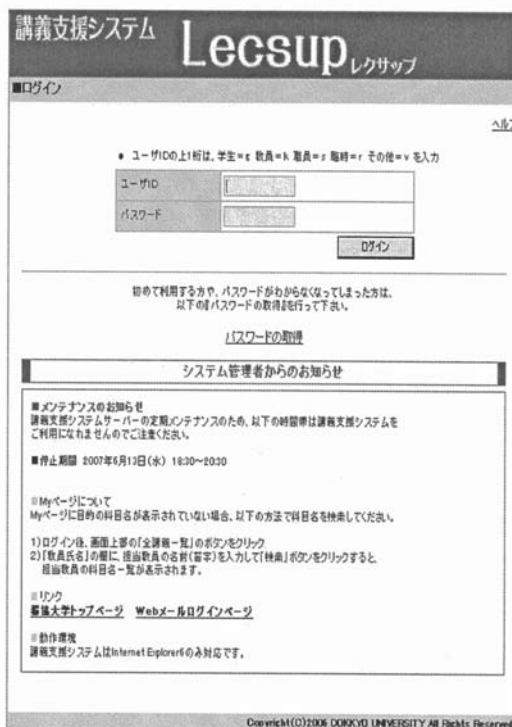 講義支援システム Lecsup レクサップ
■ログイン
ヘル
● ユーザIDの上1桁は、学生=g 教員=k 職員=s 臨時=r その他=v を入力
ユーザID
パスワード
ログイン
初めて利用する方や、パスワードがわからなくなってしまった方は、
以下の『パスワードの取得』を行って下さい。
パスワードの取得
システム管理者からのお知らせ
■メンテナンスのお知らせ
講義支援システムサーバーの定期メンテナンスのため、以下の時間帯は講義支援システムを
ご利用になれませんのでご注意ください。
■停止期間 2007年6月13日(水) 18:30～20:30
■Myページについて
Myページに目的の科目名が表示されていない場合、以下の方法で科目名を検索してください。
1)ログイン後、画面上部の「全講義一覧」のボタンをクリック
2)「教員氏名」の欄に、担当教員の名前(苗字)を入力して「検索」ボタンをクリックすると、
担当教員の科目名一覧が表示されます。
■リンク
獨協大学トップページ Webメールログインページ
■動作環境
講義支援システムはInternet Explorer6のみ対応です。
Copyright(C)2006 DOKKYO UNIVERSITY All Rights Reserved